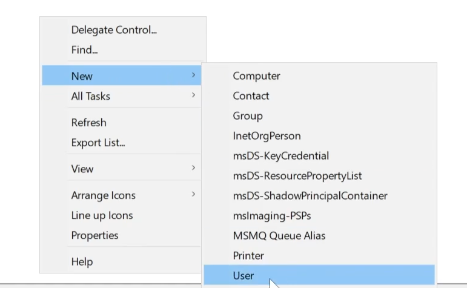 Delegate Control...
Find...
New
All Tasks
Refresh
Export List...
View
Arrange Icons
Line up Icons
Properties
Help
Computer
Contact
Group
InetOrgPerson
msDS-KeyCredential
msDS-ResourcePropertyList
msDS-ShadowPrincipalContainer
msImaging-PSPs
MSMQ Queue Alias
Printer
User